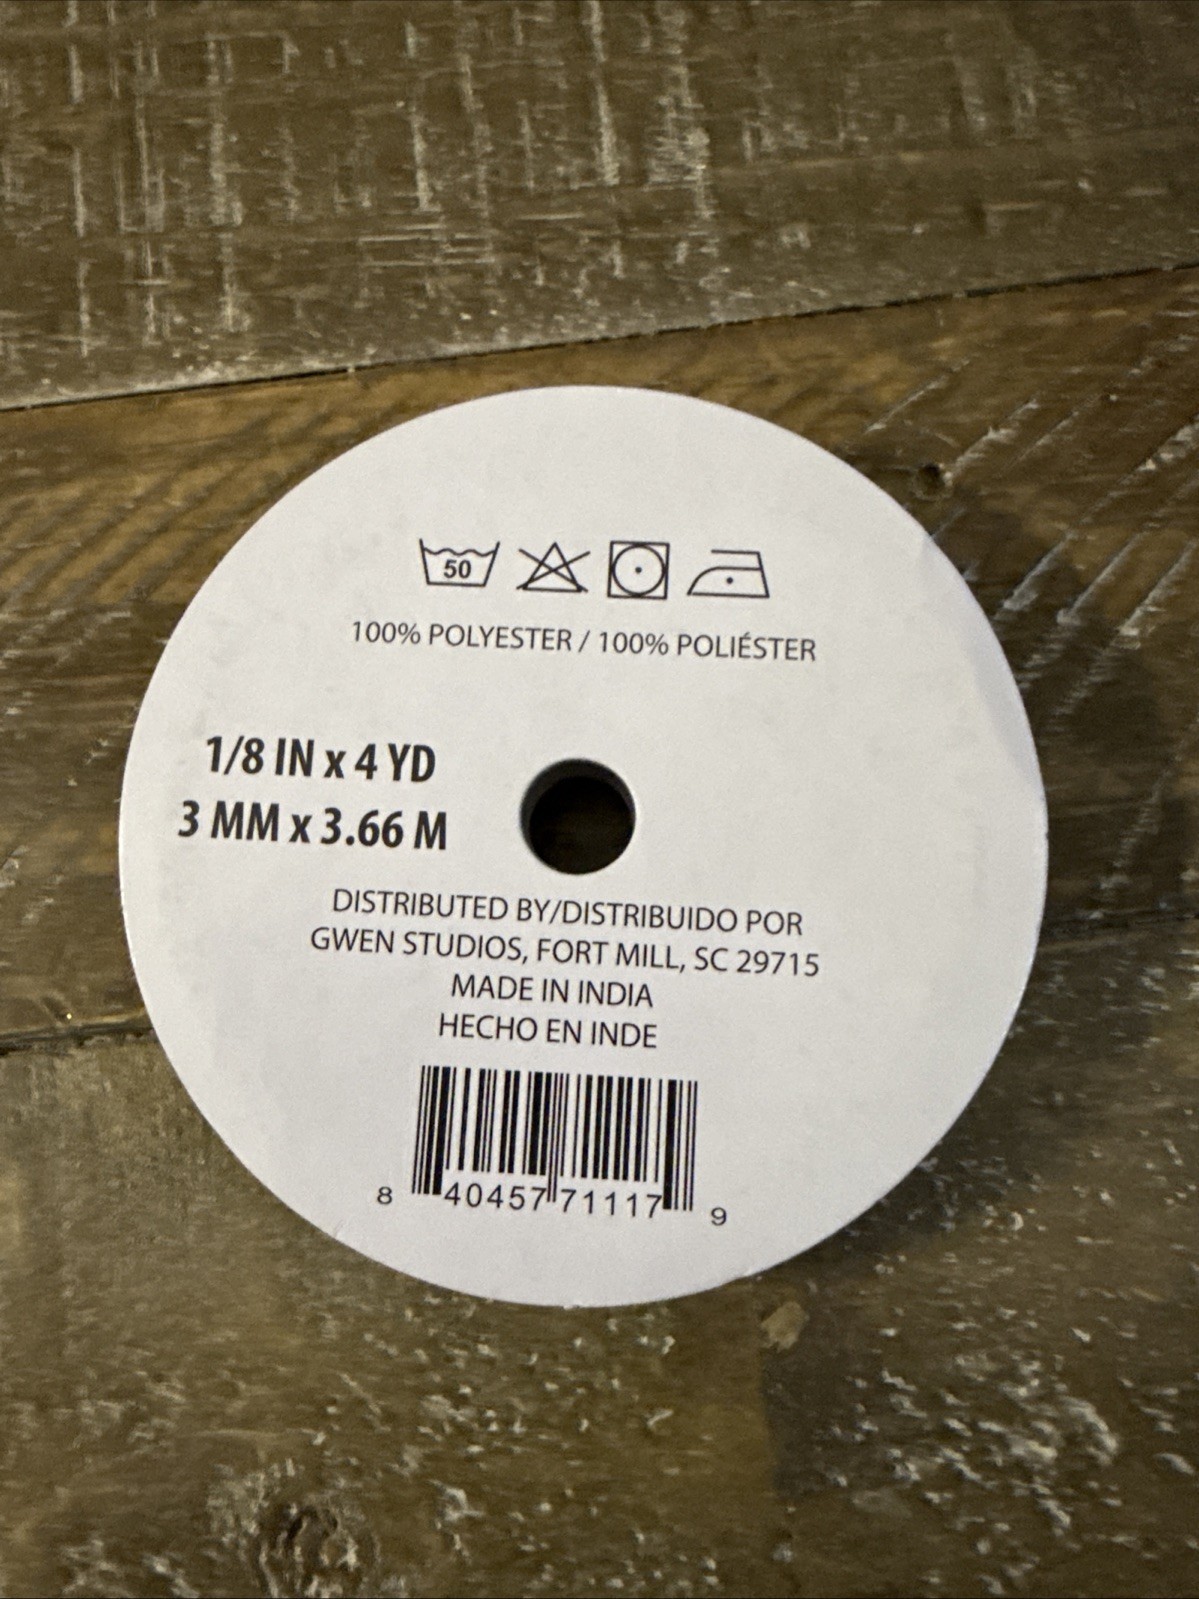 50
100% POLYESTER / 100% POLIÉSTER
1/8 IN x 4 YD
3 MM x 3.66 M
DISTRIBUTED BY/DISTRIBUIDO POR
GWEN STUDIOS, FORT MILL, SC 29715
MADE IN INDIA
HECHO EN INDE
8 40457 71117 9